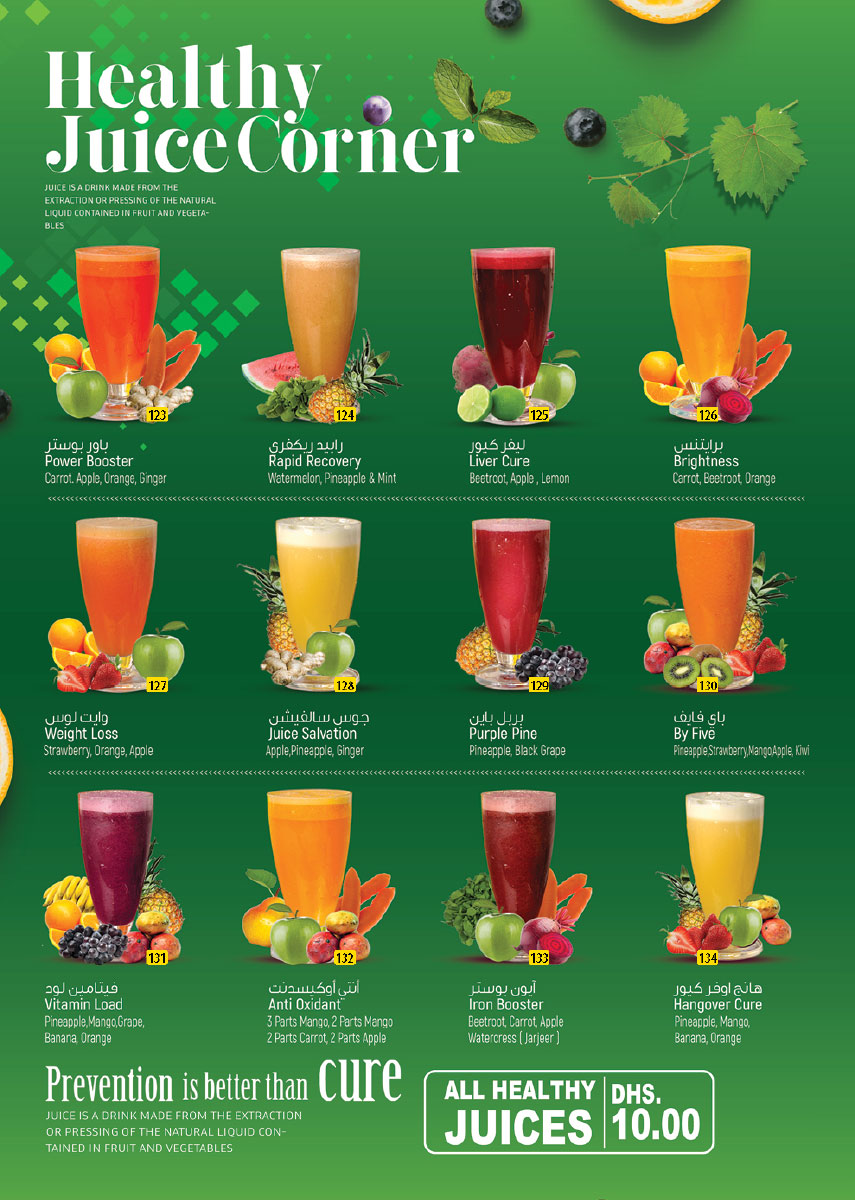 Healthy
Juice Corner
JUICE IS A DRINK MADE FROM THE
EXTRACTION OR PRESSING OF THE NATURAL
LIQUID CONTAINED IN FRUIT AND VEGETA-
BLES
123
باور بوستر
Power Booster
Carrot. Apple, Orange, Ginger
124
رابيد ريكفري
Rapid Recovery
Watermelon, Pineapple & Mint
125
ليفر كيور
Liver Cure
Beetroot, Apple , Lemon
126
برايتنس
Brightness
Carrot, Beetroot, Orange
127
وايت لوس
Weight Loss
Strawberry, Orange, Apple
128
جوس سالفيشن
Juice Salvation
Apple,Pineapple, Ginger
129
بربل باين
Purple Pine
Pineapple, Black Grape
130
باي فايف
By Five
Pineapple,Strawberry,MangoApple, Kiwi
131
فيتامين لود
Vitamin Load
Pineapple,Mango,Grape,
Banana, Orange
132
أنتي أوكيسدنت
Anti Oxidant
3 Parts Mango, 2 Parts Mango
2 Parts Carrot, 2 Parts Apple
133
آيون بوستر
Iron Booster
Beetroot, Carrot, Apple
Watercress ( Jarjeer )
134
هانج اوفر كيور
Hangover Cure
Pineapple, Mango,
Banana, Orange
Prevention is better than cure
JUICE IS A DRINK MADE FROM THE EXTRACTION
OR PRESSING OF THE NATURAL LIQUID CON-
TAINED IN FRUIT AND VEGETABLES
ALL HEALTHY
JUICES
DHS.
10.00